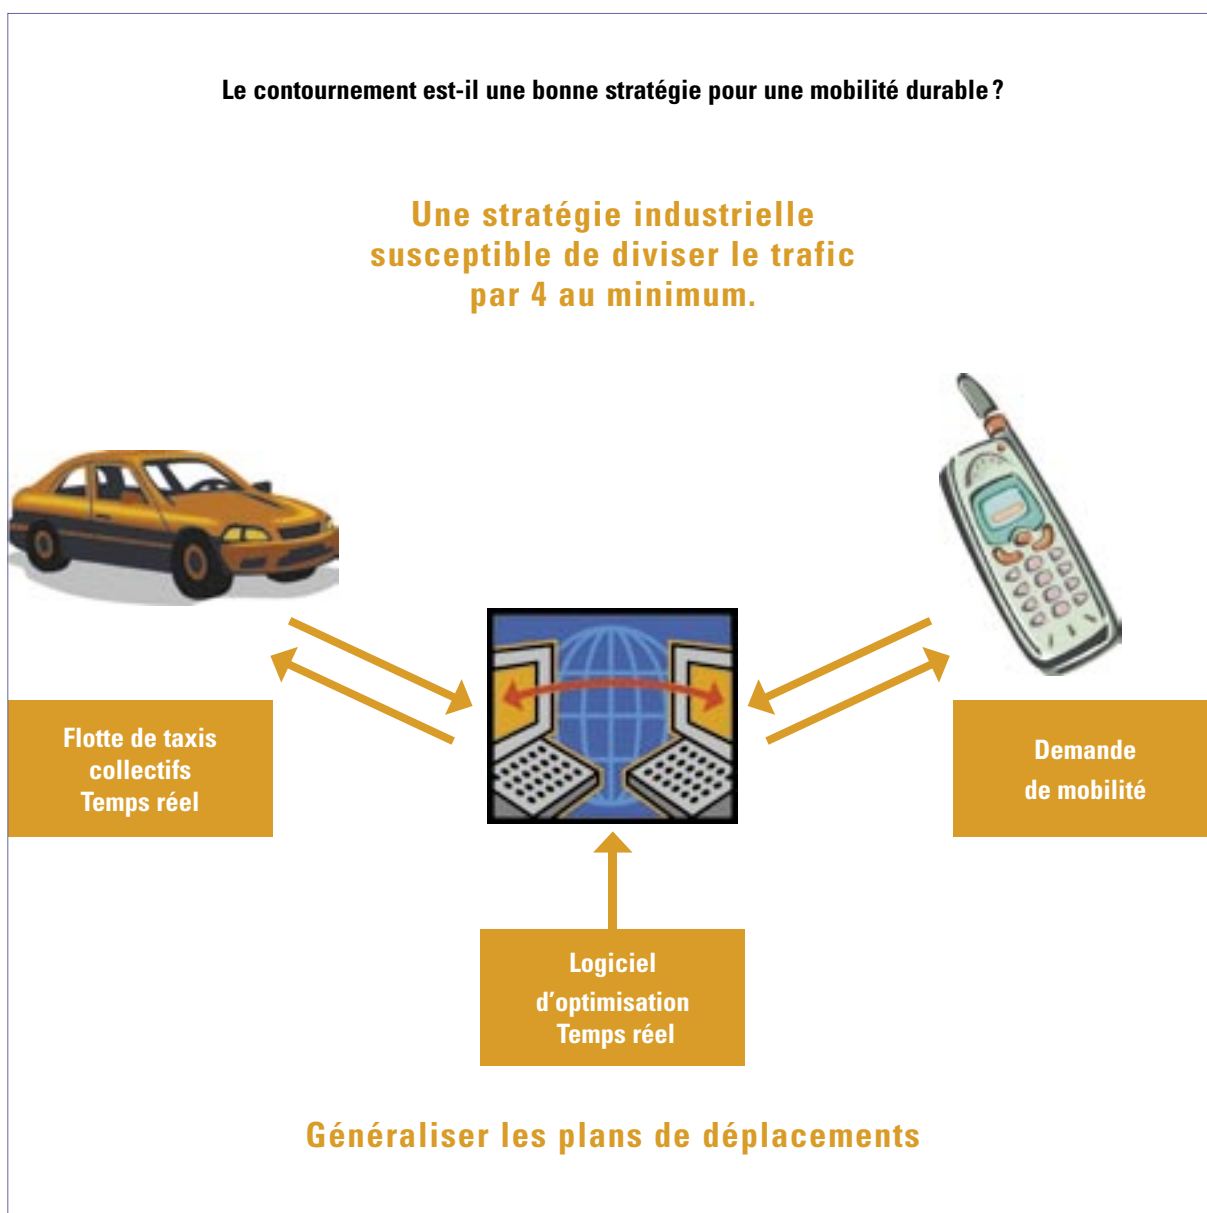 Le contournement est-il une bonne stratégie pour une mobilité durable ?
Une stratégie industrielle
susceptible de diviser le trafic
par 4 au minimum.
Flotte de taxis
collectifs
Temps réel
Demande
de mobilité
Logiciel
d’optimisation
Temps réel
Généraliser les plans de déplacements